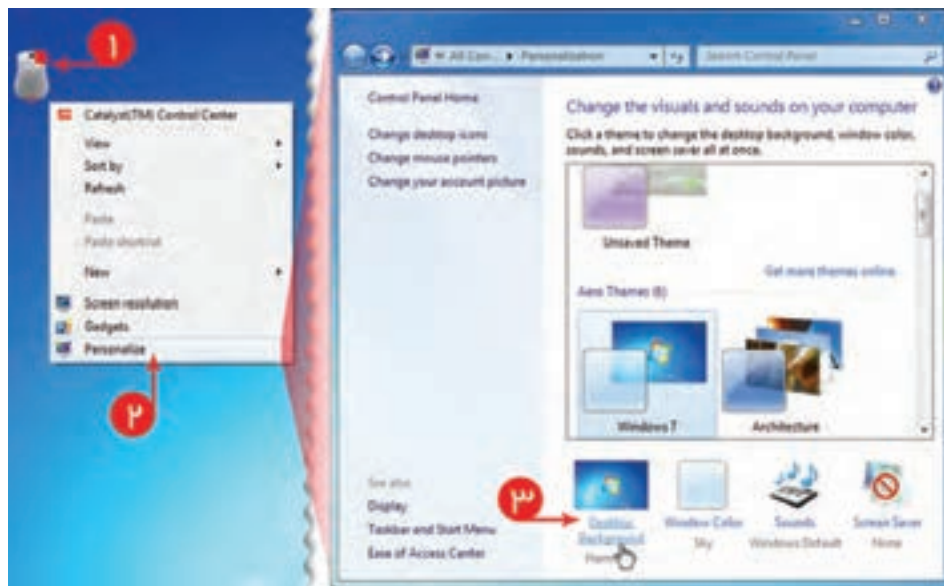 ۱
Catalyst(TM) Control Center
View
Sort by
Refresh
Paste
Paste shortcut
New
Screen resolution
Gadgets
Personalize
۲
All Con... Personalization
Search Control Panel
Control Panel Home
Change desktop icons
Change mouse pointers
Change your account picture
See also
Display
Taskbar and Start Menu
Ease of Access Center
Change the visuals and sounds on your computer
Click a theme to change the desktop background, window color,
sounds, and screen saver all at once.
Unsaved Theme
Get more themes online
Aero Themes (6)
Windows 7
Architecture
۳
Desktop
Background
Window Color
Sky
Sounds
Windows Default
Screen Saver
None